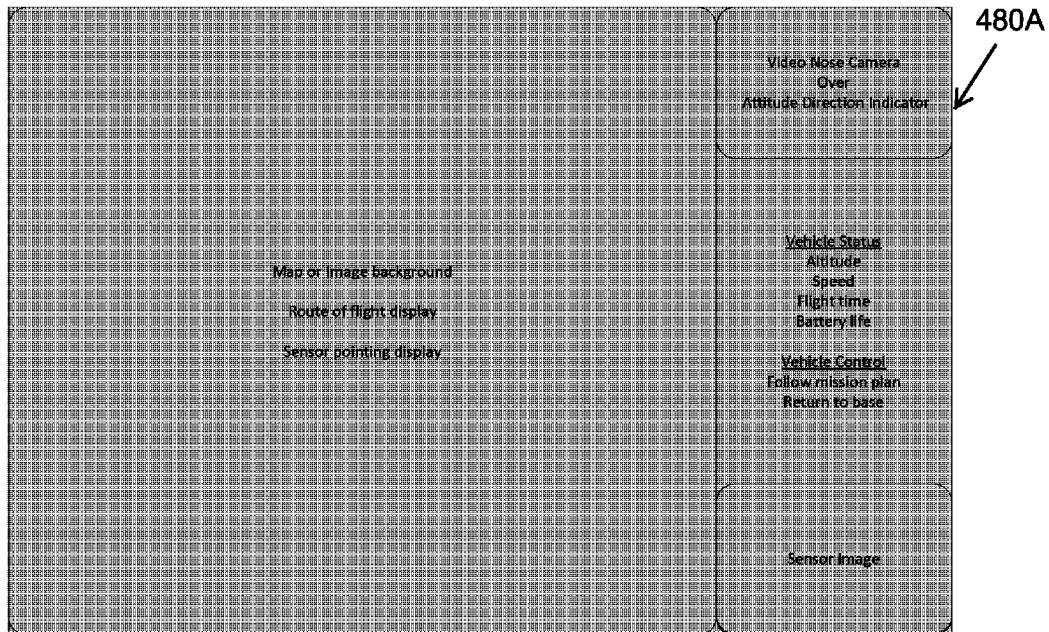 480A
Video Nose Camera
Over
Attitude Direction Indicator
Map or Image background
Route of flight display
Sensor pointing display
Vehicle Status
Altitude
Speed
Flight time
Battery life
Vehicle Control
Follow mission plan
Return to base
Sensor Image